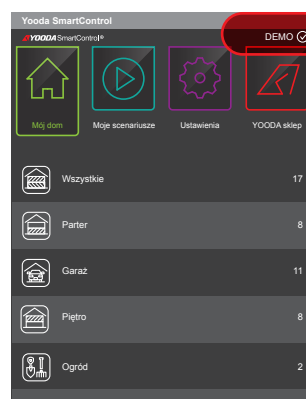 Yooda SmartControl
YOODA SmartControl®
DEMO
Mój dom
Moje scenariusze
Ustawienia
YOODA sklep
Wszystkie 17
Parter 8
Garaż 11
Piętro 8
Ogród 2